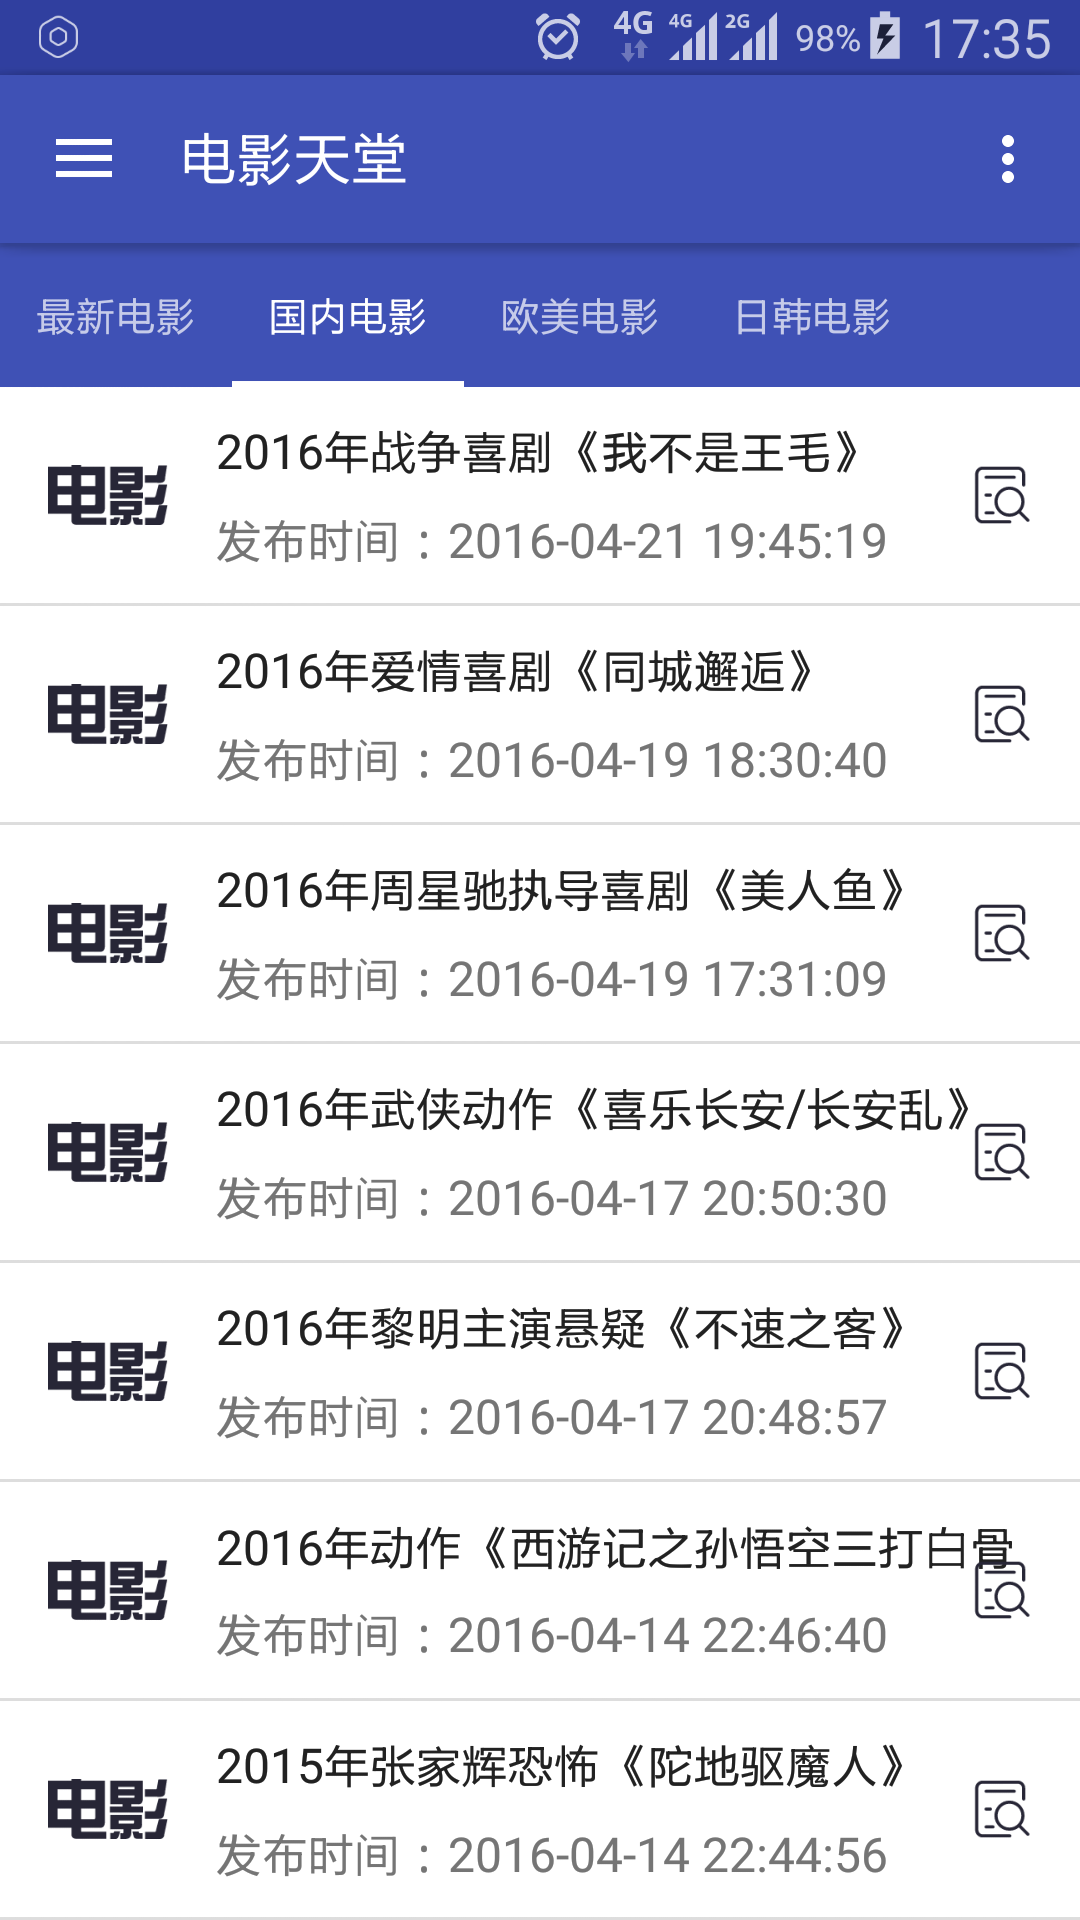 4G 4G 2G 98% 17:35
电影天堂
最新电影 国内电影 欧美电影 日韩电影
2016年战争喜剧《我不是王毛》
电影
发布时间：2016-04-21 19:45:19
2016年爱情喜剧《同城邂逅》
电影
发布时间：2016-04-19 18:30:40
2016年周星驰执导喜剧《美人鱼》
电影
发布时间：2016-04-19 17:31:09
2016年武侠动作《喜乐长安/长安乱》
电影
发布时间：2016-04-17 20:50:30
2016年黎明主演悬疑《不速之客》
电影
发布时间：2016-04-17 20:48:57
2016年动作《西游记之孙悟空三打白骨
电影
发布时间：2016-04-14 22:46:40
2015年张家辉恐怖《陀地驱魔人》
电影
发布时间：2016-04-14 22:44:56